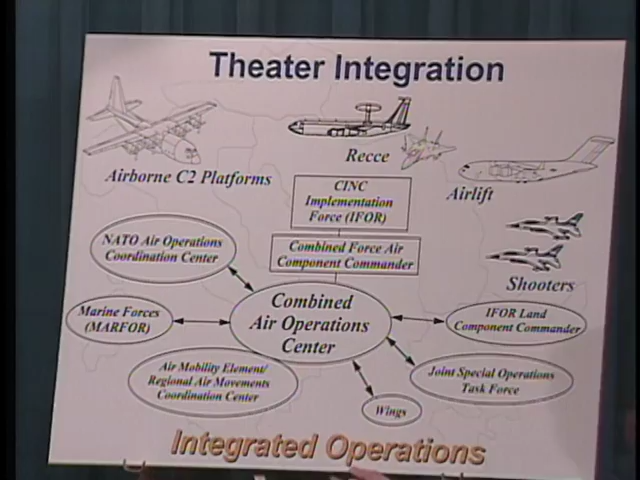 Theater Integration
Airborne C2 Platforms
Recce
Airlift
Shooters
CINC
Implementation
Force (IFOR)
Combined Force Air
Component Commander
NATO Air Operations
Coordination Center
Marine Forces
(MARFOR)
Combined
Air Operations
Center
IFOR Land
Component Commander
Air Mobility Element/
Regional Air Movements
Coordination Center
Joint Special Operations
Task Force
Wings
Integrated Operations